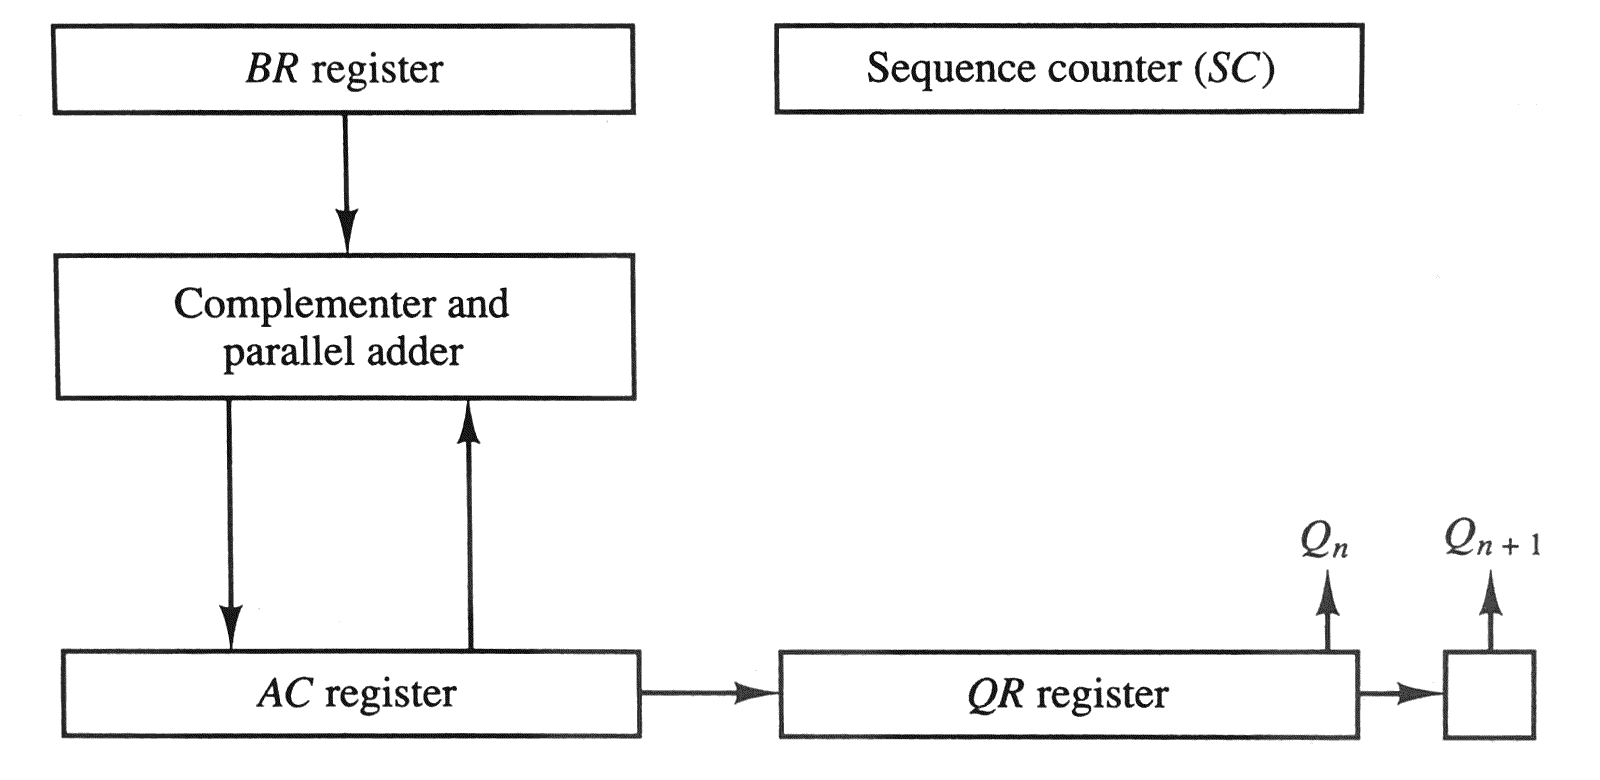 BR register
Sequence counter (SC)
Complementer and
parallel adder
Qn
Qn + 1
AC register
QR register